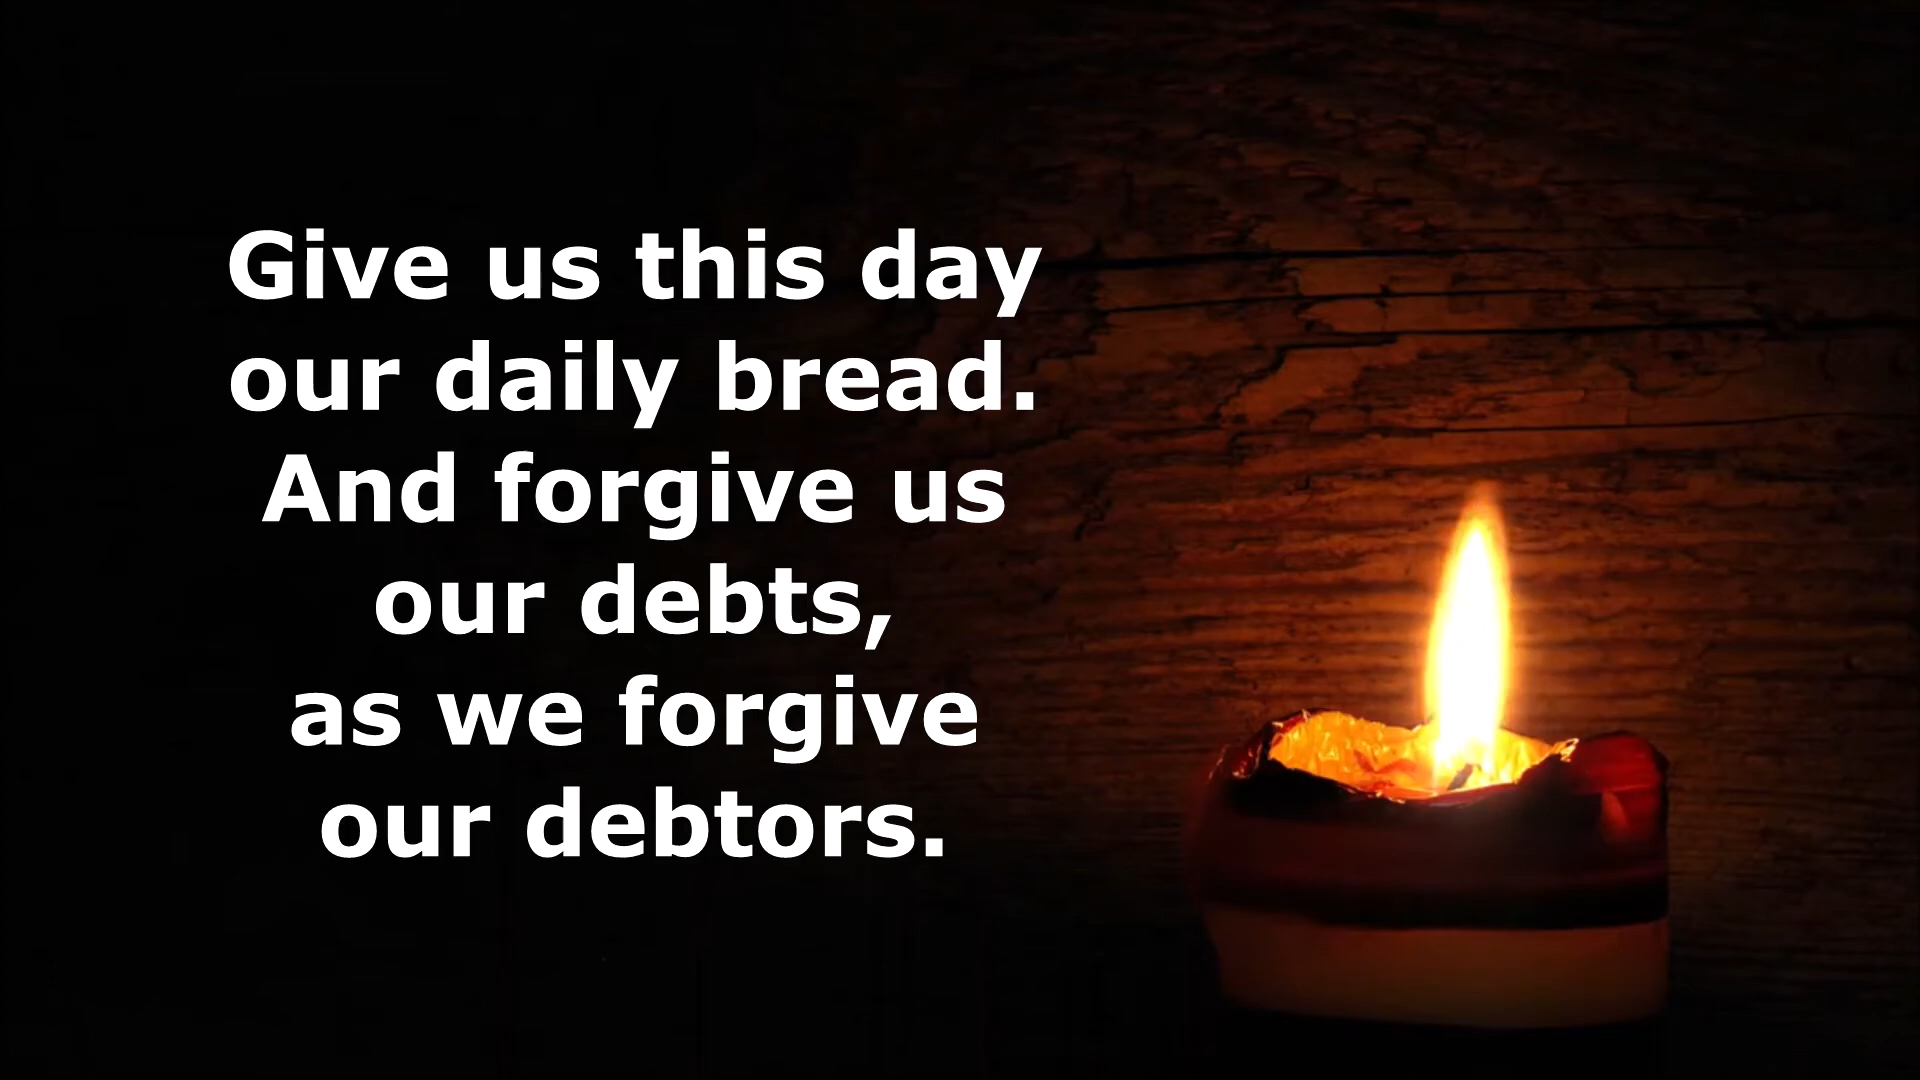 Give us this day
our daily bread.
And forgive us
our debts,
as we forgive
our debtors.